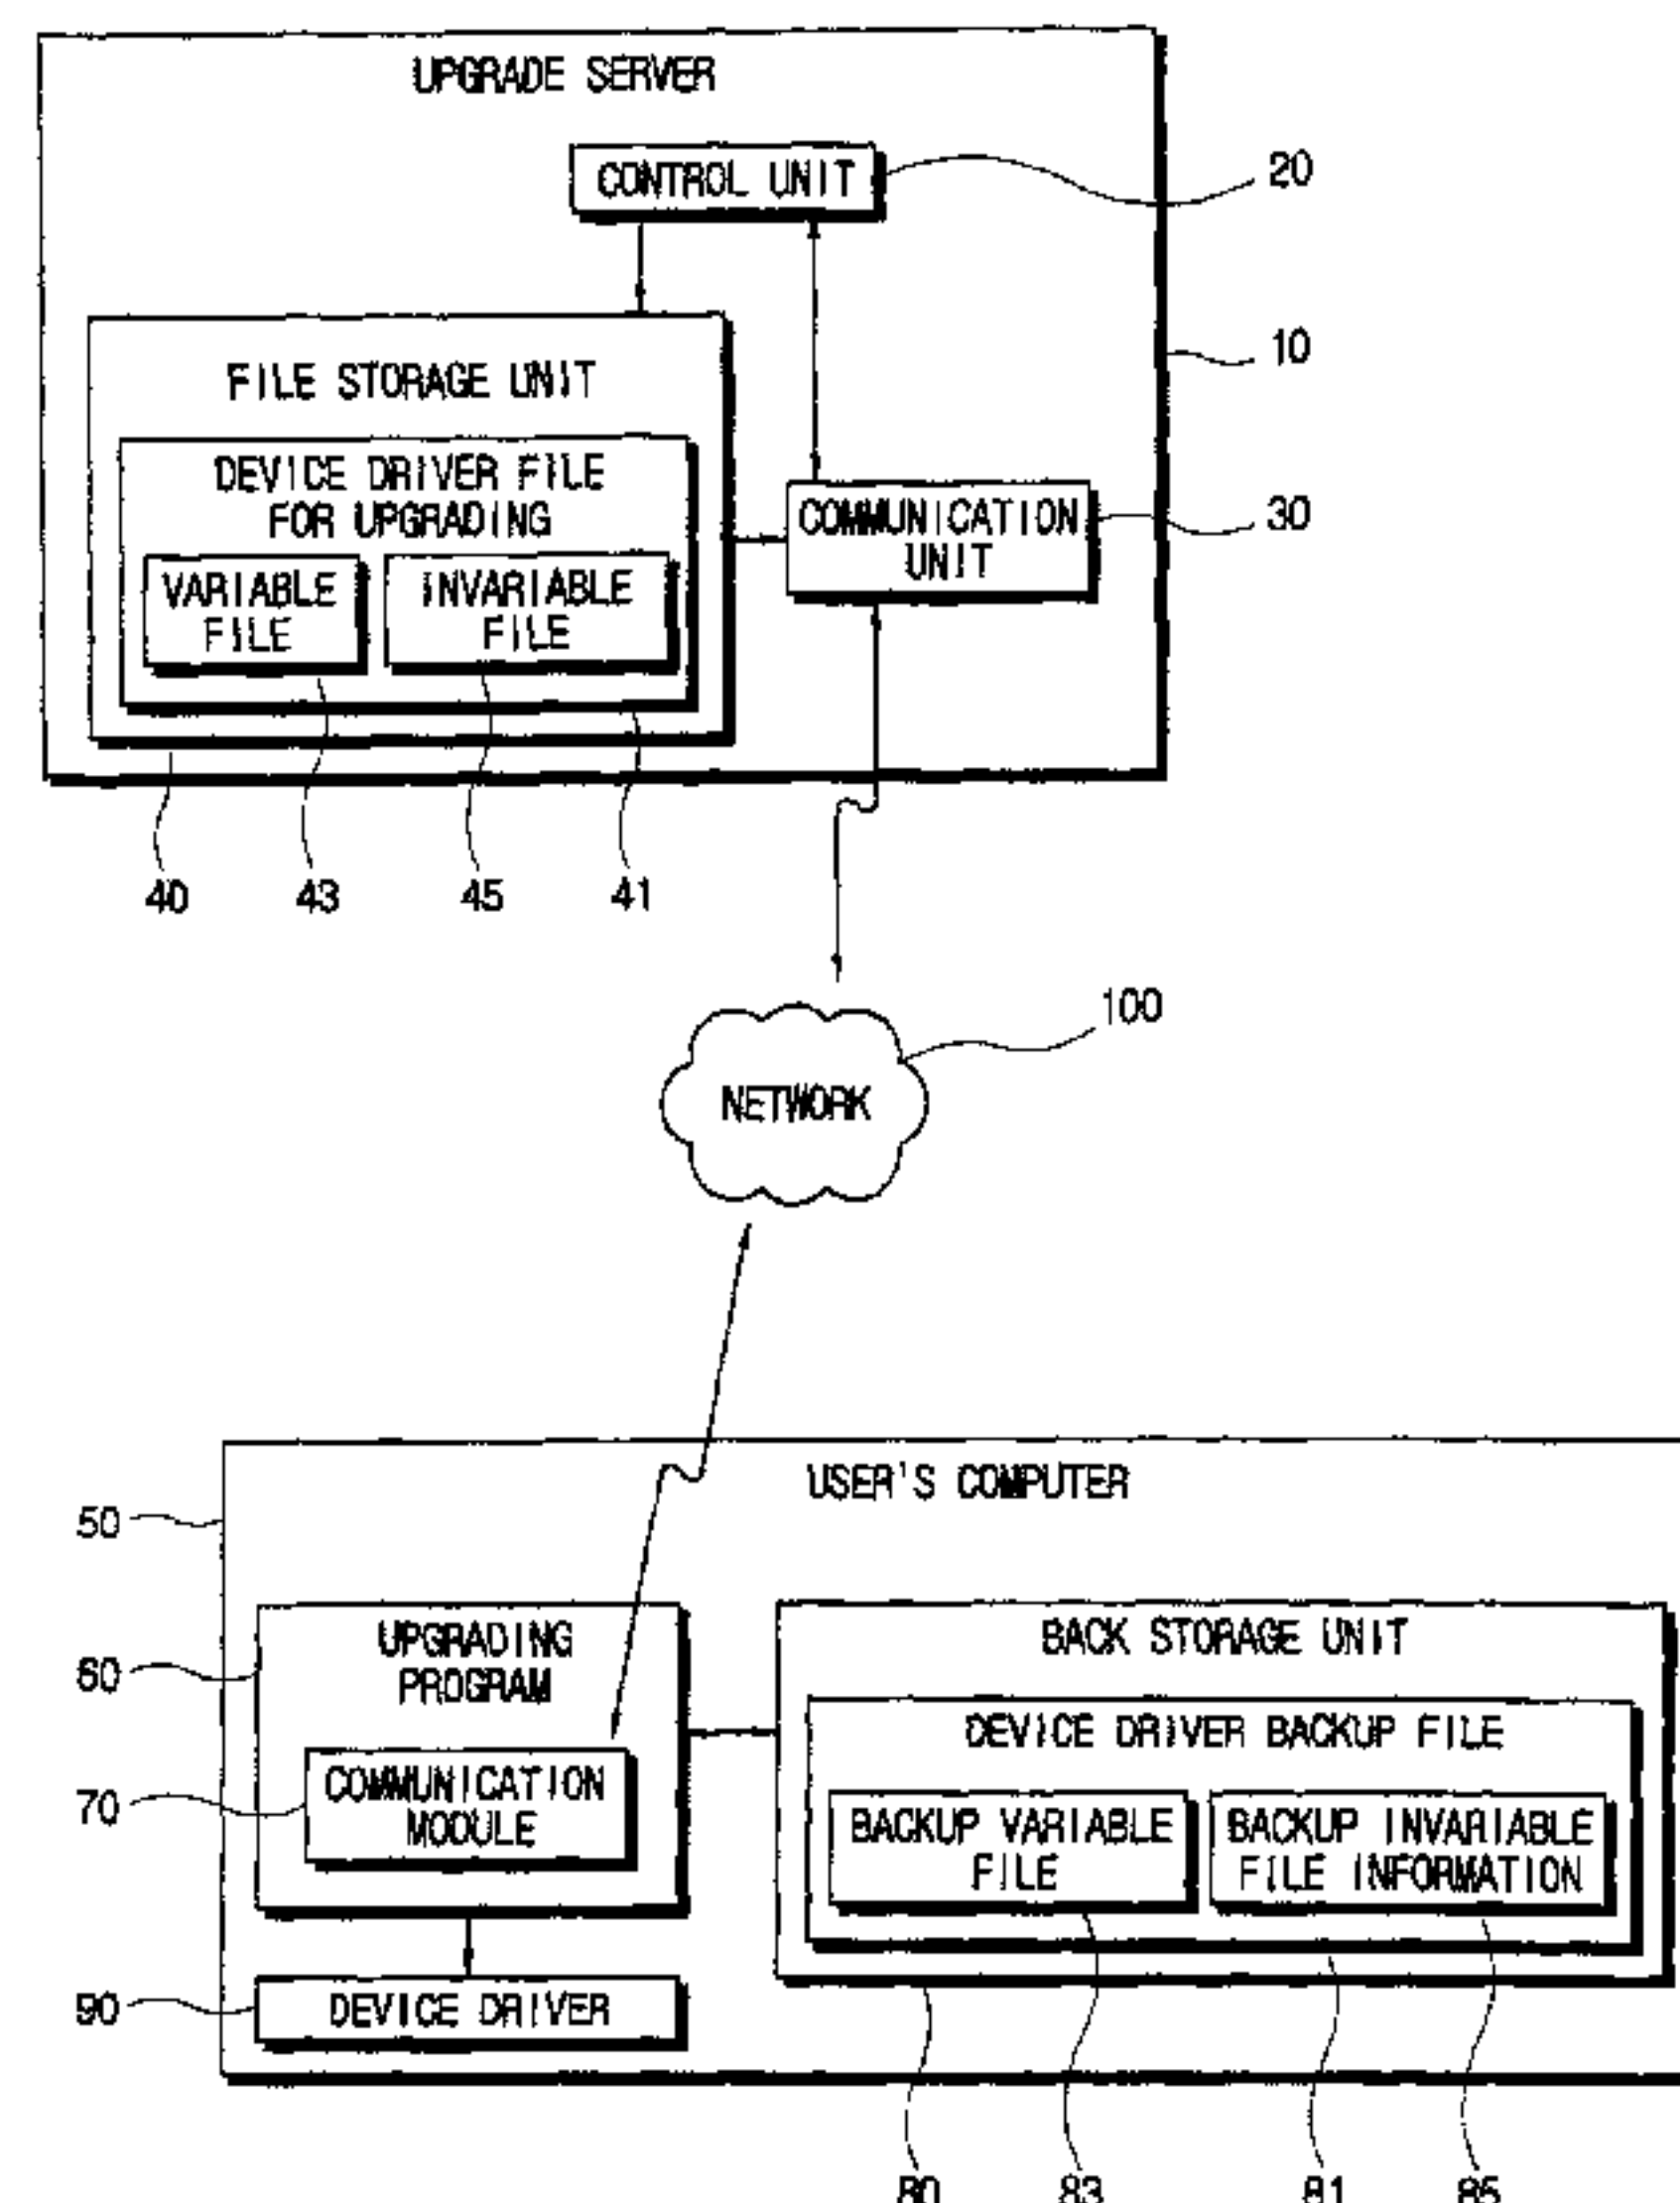 UPGRADE SERVER
CONTROL UNIT
20
10
FILE STORAGE UNIT
DEVICE DRIVER FILE
FOR UPGRADING
VARIABLE
FILE
INVARIABLE
FILE
COMMUNICATION
UNIT
30
40
43
45
41
100
NETWORK
USER'S COMPUTER
50
UPGRADING
PROGRAM
60
COMMUNICATION
MODULE
70
BACK STORAGE UNIT
DEVICE DRIVER BACKUP FILE
BACKUP VARIABLE
FILE
BACKUP INVARIABLE
FILE INFORMATION
90
DEVICE DRIVER
80
83
81
85